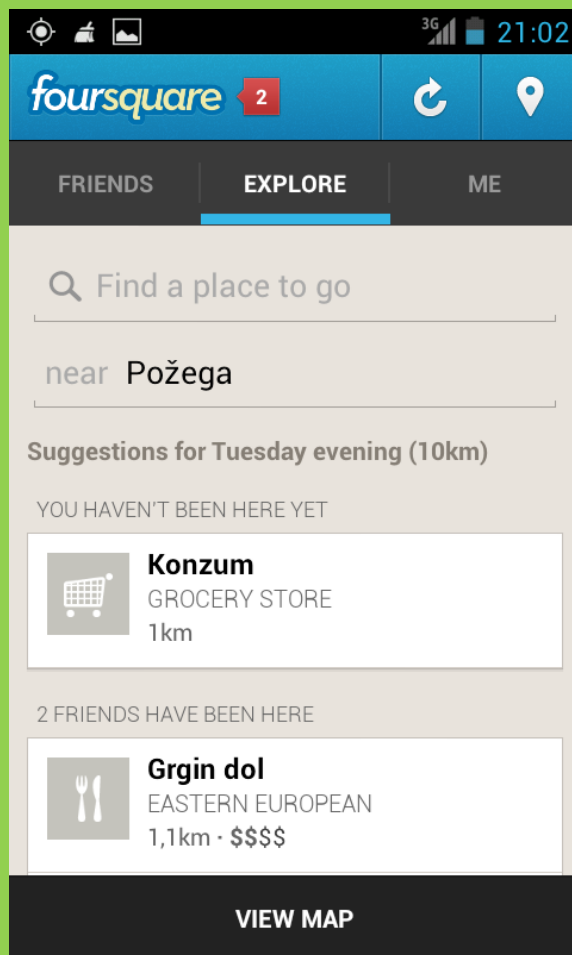 3G 21:02
foursquare 2
FRIENDS EXPLORE ME
Find a place to go
near Požega
Suggestions for Tuesday evening (10km)
YOU HAVEN'T BEEN HERE YET
Konzum
GROCERY STORE
1km
2 FRIENDS HAVE BEEN HERE
Grgin dol
EASTERN EUROPEAN
1,1km · $$$$
VIEW MAP